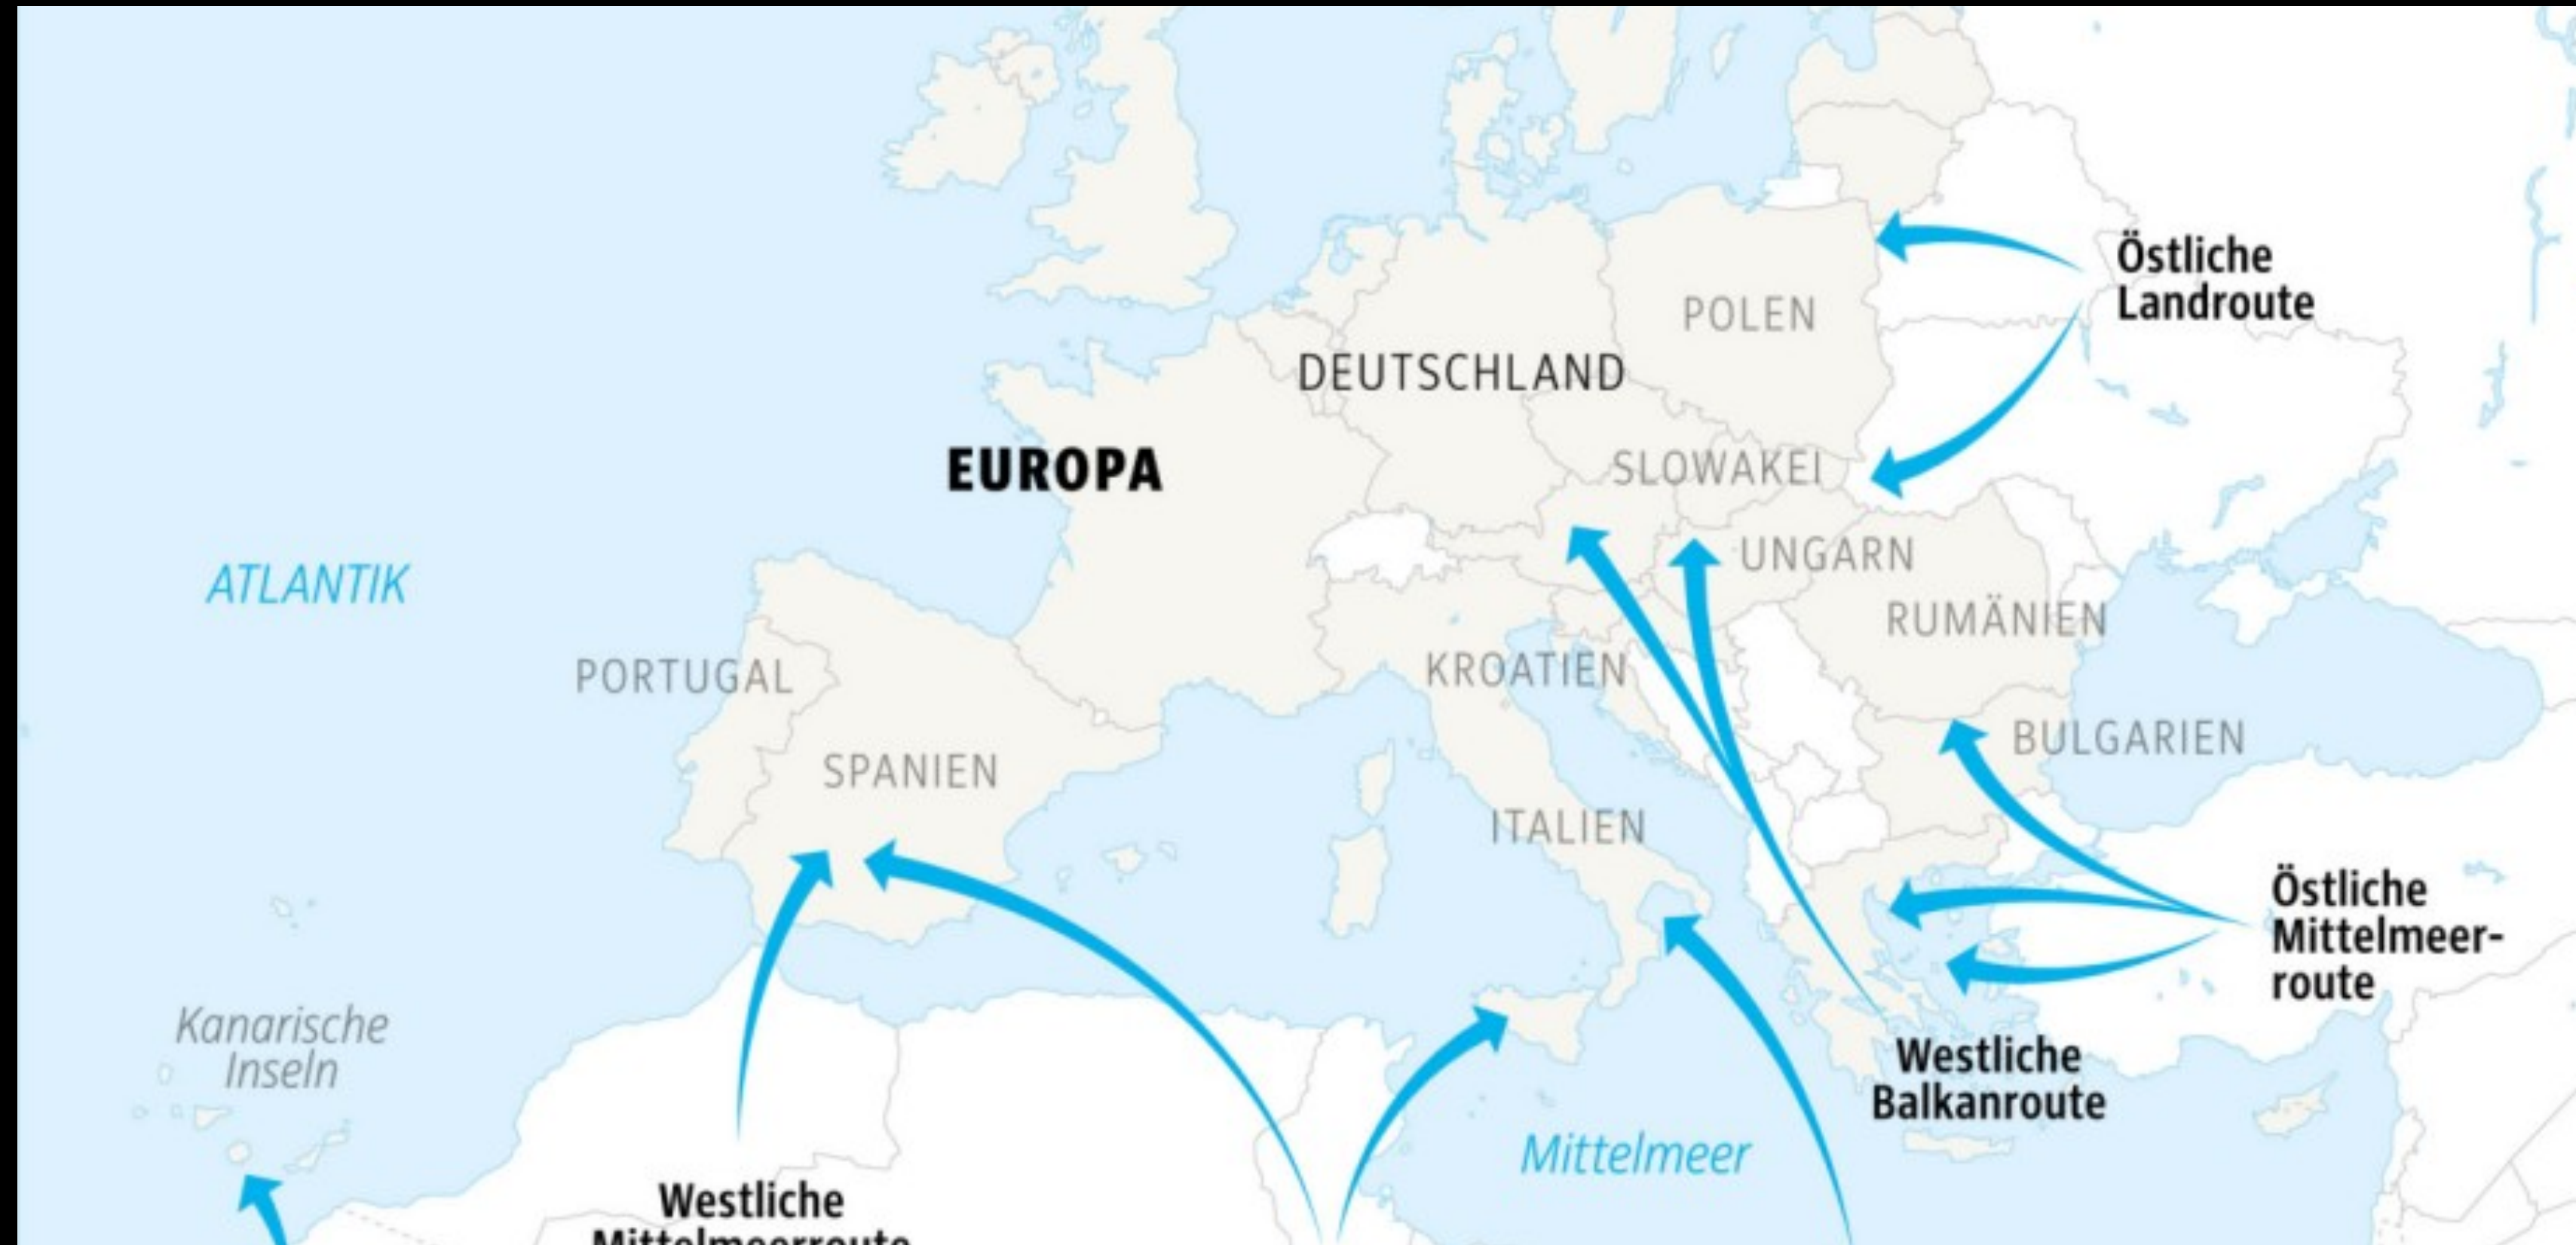 Östliche
Landroute
POLEN
DEUTSCHLAND
EUROPA
SLOWAKEI
UNGARN
ATLANTIK
RUMÄNIEN
PORTUGAL
KROATIEN
BULGARIEN
SPANIEN
ITALIEN
Östliche
Mittelmeer-
route
Kanarische
Inseln
Westliche
Balkanroute
Mittelmeer
Westliche
Mittelmeerroute